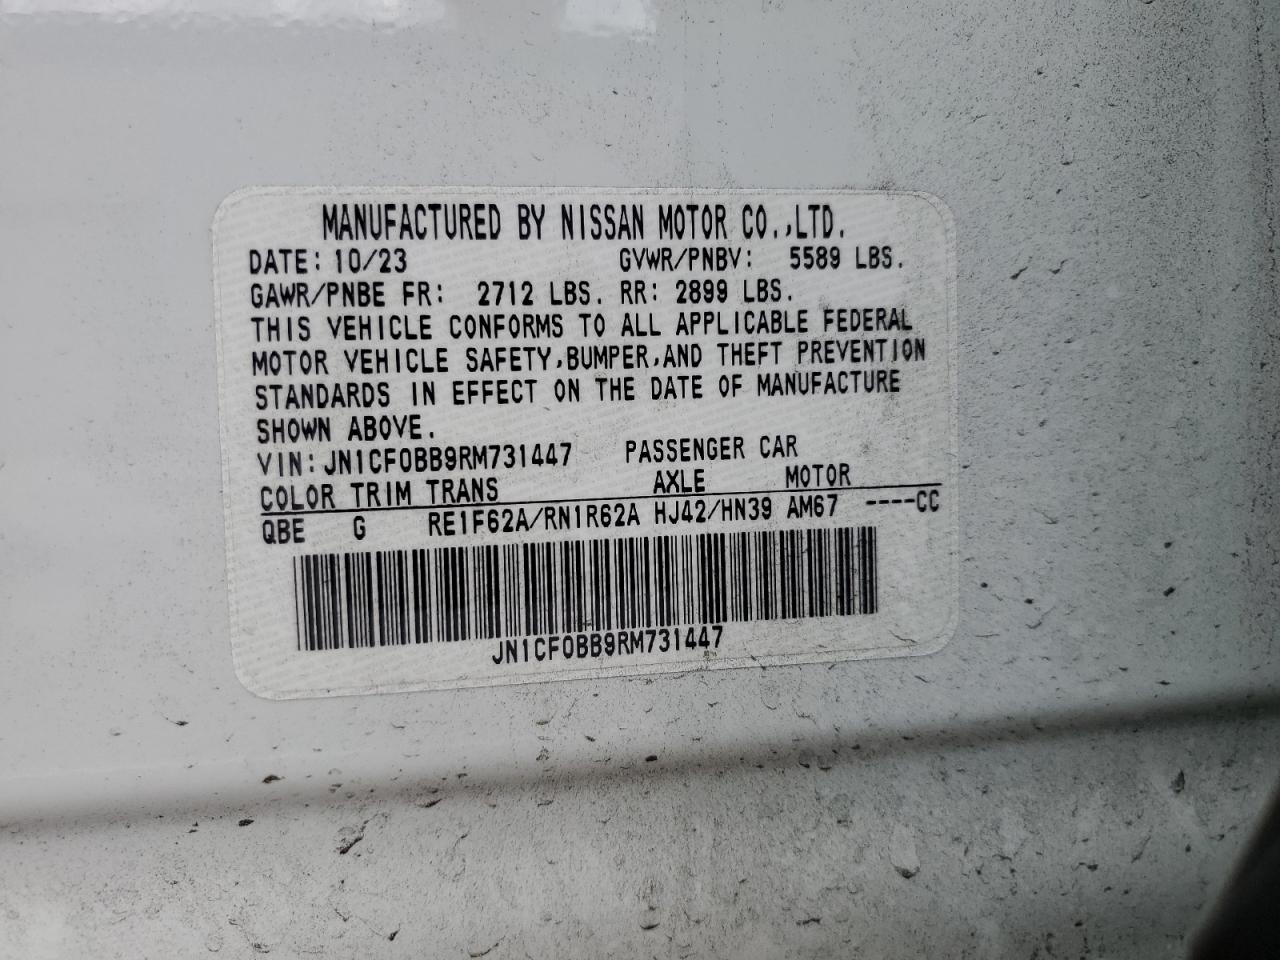 MANUFACTURED BY NISSAN MOTOR CO.,LTD.
DATE: 10/23 GVWR/PNBV: 5589 LBS.
GAWR/PNBE FR: 2712 LBS. RR: 2899 LBS.
THIS VEHICLE CONFORMS TO ALL APPLICABLE FEDERAL
MOTOR VEHICLE SAFETY,BUMPER,AND THEFT PREVENTION
STANDARDS IN EFFECT ON THE DATE OF MANUFACTURE
SHOWN ABOVE.
VIN:JN1CF0BB9RM731447 PASSENGER CAR
COLOR TRIM TRANS AXLE MOTOR
QBE G RE1F62A/RN1R62A HJ42/HN39 AM67 ----CC
JN1CF0BB9RM731447